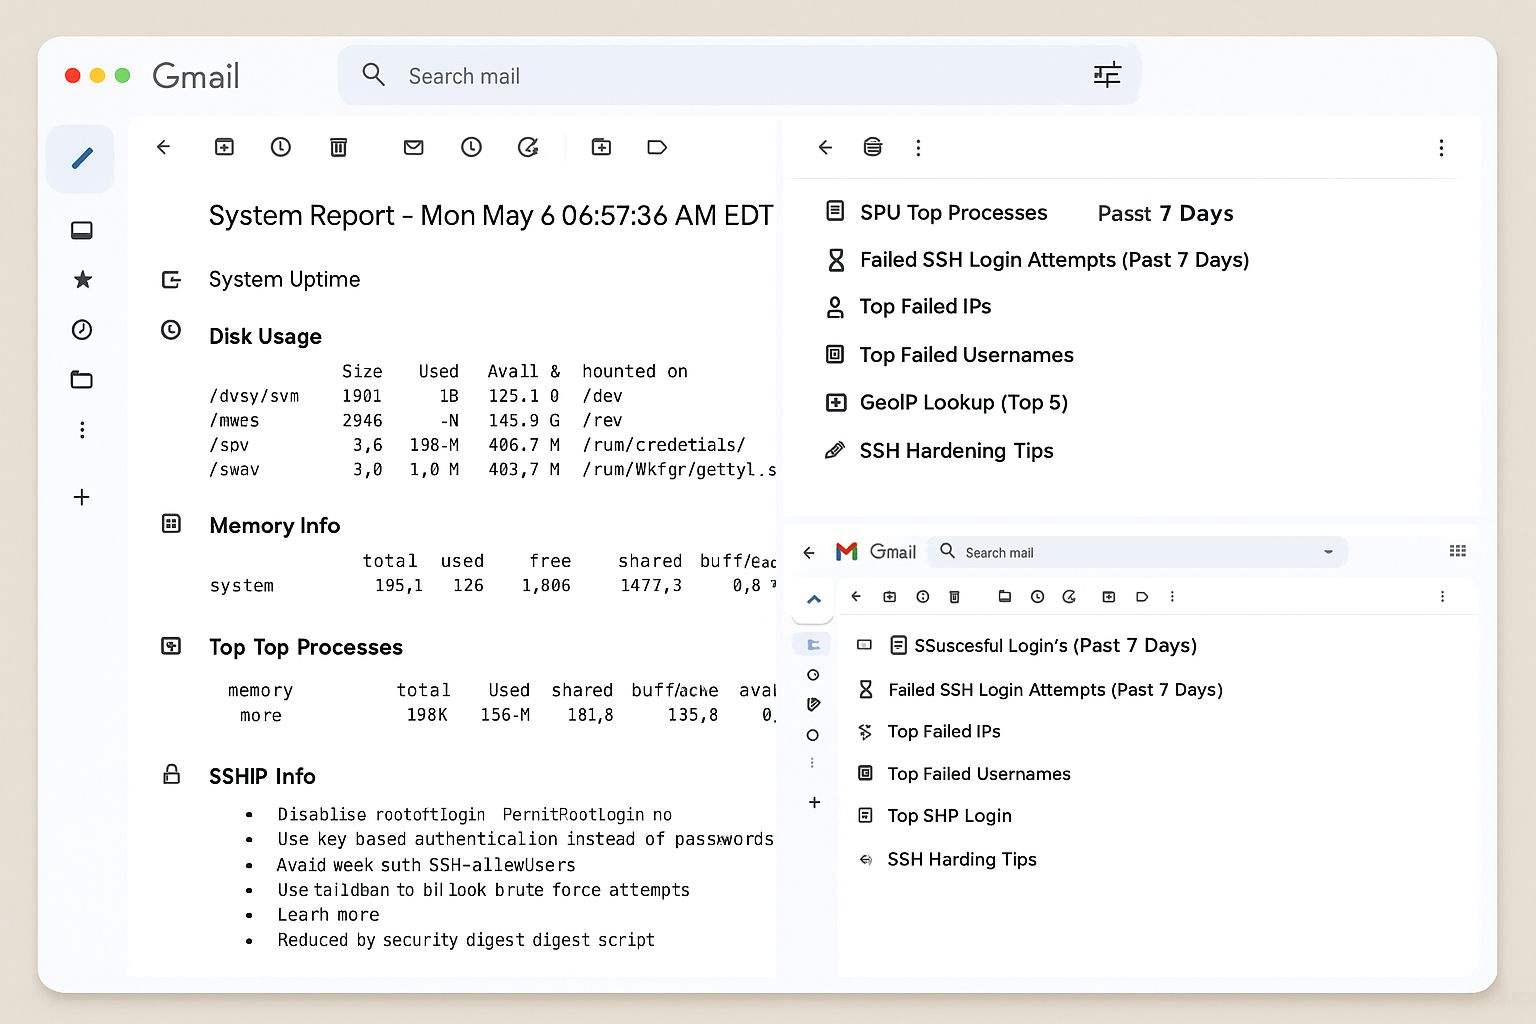 Gmail
Search mail
System Report - Mon May 6 06:57:36 AM EDT
System Uptime
Disk Usage
Size Used Avall & hounted on
/dvsy/svm 1901 1B 125.1 0 /dev
/mwes 2946 -N 145.9 G /rev
/spv 3,6 198-M 406.7 M /rum/credetials/
/swav 3,0 1,0 M 403,7 M /rum/Wkfgr/gettyl.s
Memory Info
total used free shared buff/
system 195,1 126 1,806 1477,3 0,8
Top Top Processes
memory total Used shared buff/ache avai
more 198K 156-M 181,8 135,8 0.
SSHIP Info
• Disablise rootoftIogin PernitRootLogin no
• Use key based authenticalion instead of passwords
• Avaid week suth SSH-allewUsers
• Use taildban to bil look brute force attempts
• Learh more
• Reduced by security digest digest script
SPU Top Processes Passt 7 Days
Failed SSH Login Attempts (Past 7 Days)
Top Failed IPs
Top Failed Usernames
GeoIP Lookup (Top 5)
SSH Hardening Tips
Gmail
Search mail
SSuscesful Login's (Past 7 Days)
Failed SSH Login Attempts (Past 7 Days)
Top Failed IPs
Top Failed Usernames
Top SHP Login
SSH Harding Tips